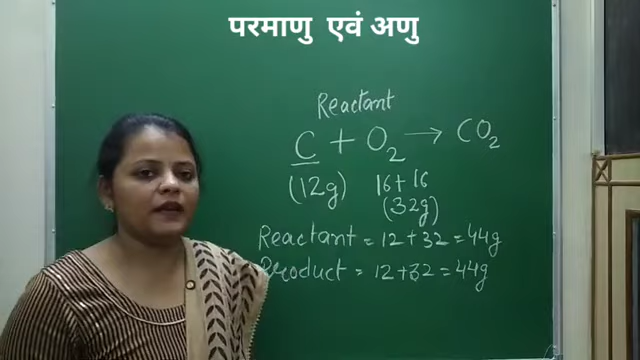 परमाणु एवं अणु
Reactant
C + O₂ → CO₂
(12g) 16+16
(32g)
Reactant = 12 + 32 = 44g
Product = 12+32 = 44g